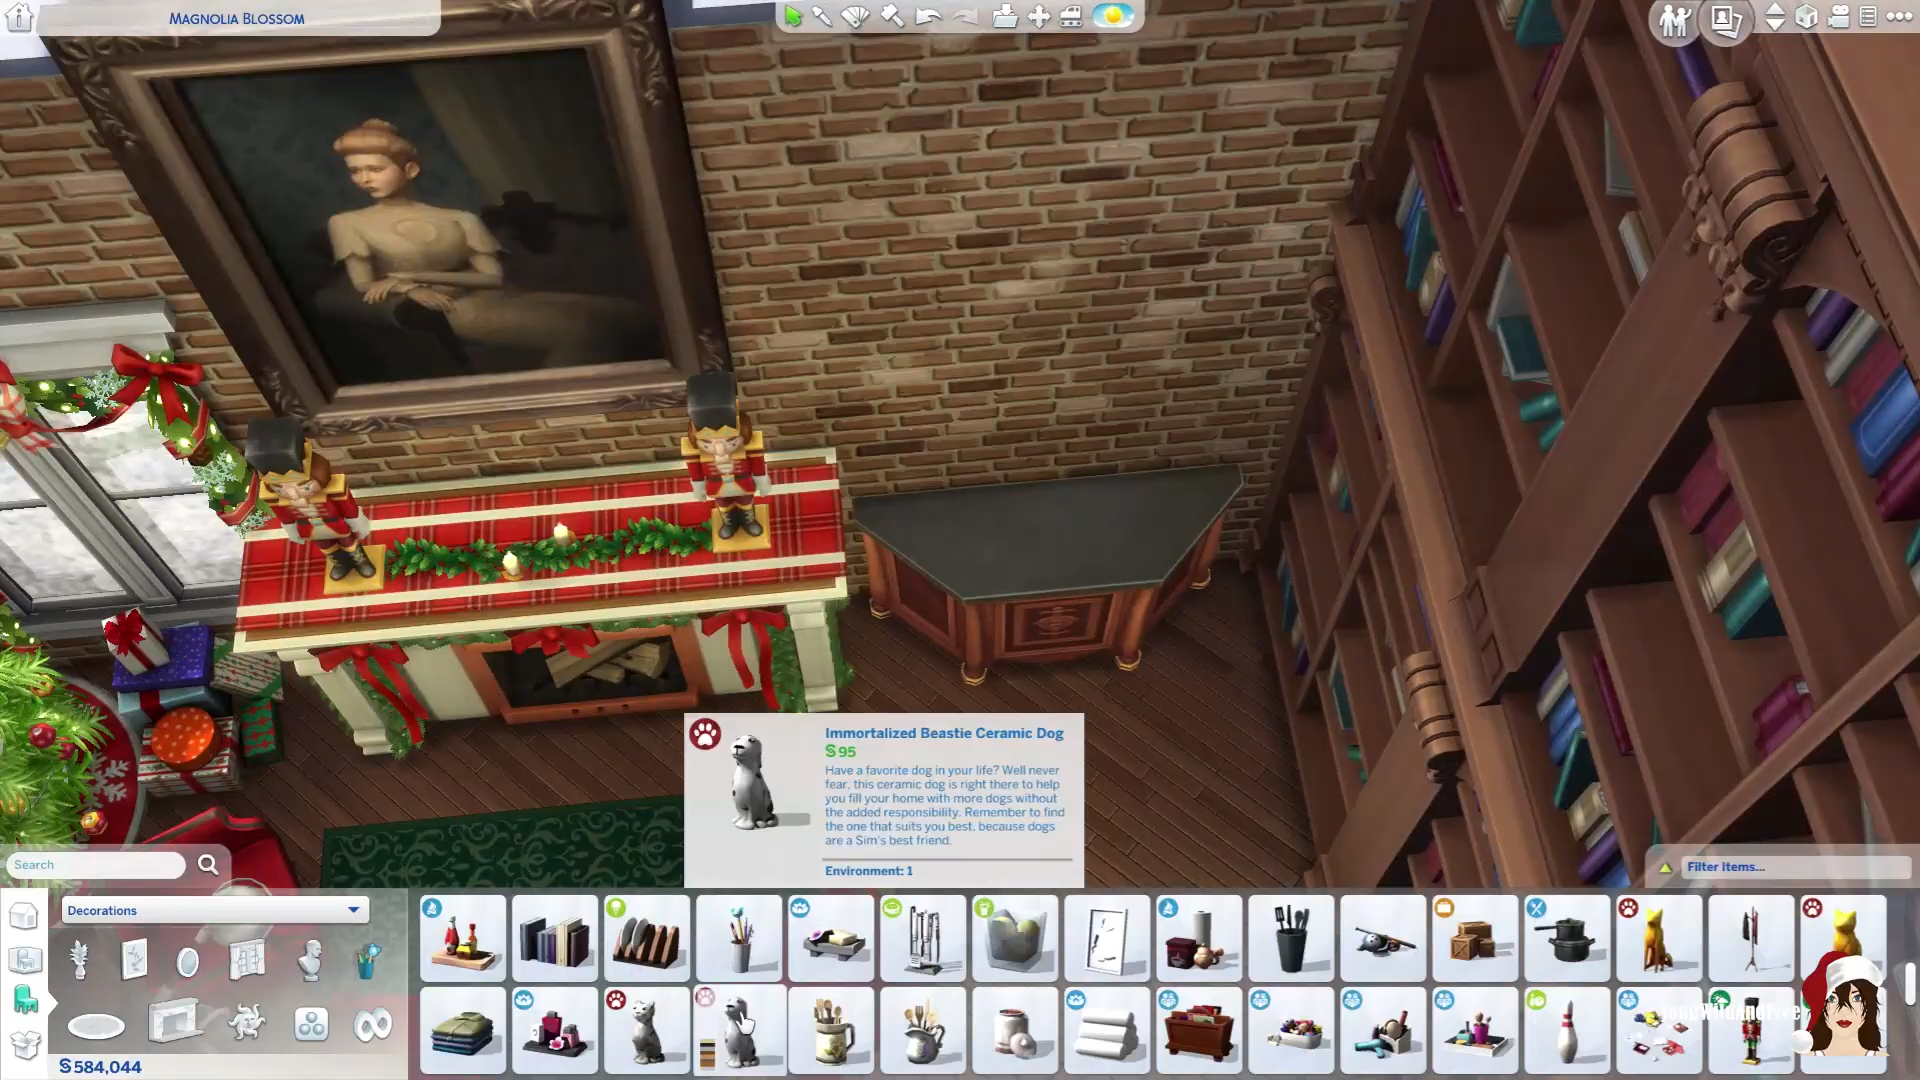 MAGNOLIA BLOSSOM
Immortalized Beastie Ceramic Dog
§95
Have a favorite dog in your life? Well never
fear, this ceramic dog is right there to help
you fill your home with more dogs without
the added responsibility. Remember to find
the one that suits you best, because dogs
are a Sim's best friend.
Environment: 1
Search
Filter Items...
Decorations
§584,044